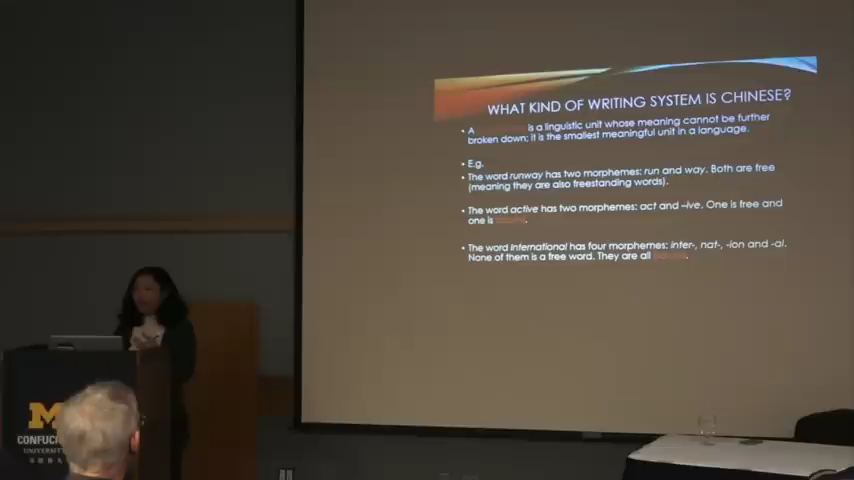 WHAT KIND OF WRITING SYSTEM IS CHINESE?
• A is a linguistic unit whose meaning cannot be further
broken down; it is the smallest meaningful unit in a language.
• E.g.
• The word runway has two morphemes: run and way. Both are free
(meaning they are also freestanding words).
• The word active has two morphemes: act and –ive. One is free and
one is bound.
• The word international has four morphemes: inter-, nat-, -ion and -al.
None of them is a free word. They are all bound.
M
CONFUC
UNIVERSITY